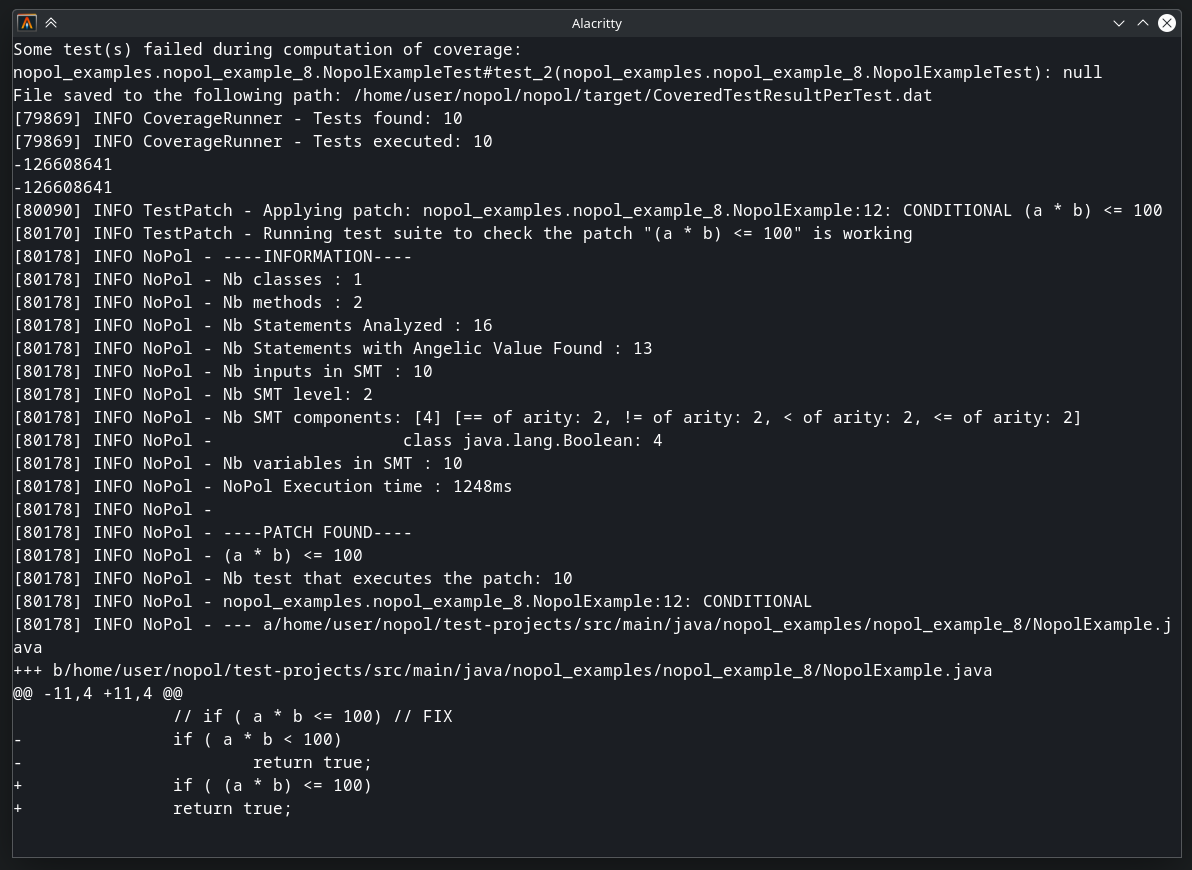 Alacritty
Some test(s) failed during computation of coverage:
nopol_examples.nopol_example_8.NopolExampleTest#test_2(nopol_examples.nopol_example_8.NopolExampleTest): null
File saved to the following path: /home/user/nopol/nopol/target/CoveredTestResultPerTest.dat
[79869] INFO CoverageRunner - Tests found: 10
[79869] INFO CoverageRunner - Tests executed: 10
-126608641
-126608641
[80090] INFO TestPatch - Applying patch: nopol_examples.nopol_example_8.NopolExample:12: CONDITIONAL (a * b) <= 100
[80170] INFO TestPatch - Running test suite to check the patch "(a * b) <= 100" is working
[80178] INFO NoPol - ----INFORMATION----
[80178] INFO NoPol - Nb classes : 1
[80178] INFO NoPol - Nb methods : 2
[80178] INFO NoPol - Nb Statements Analyzed : 16
[80178] INFO NoPol - Nb Statements with Angelic Value Found : 13
[80178] INFO NoPol - Nb inputs in SMT : 10
[80178] INFO NoPol - Nb SMT level: 2
[80178] INFO NoPol - Nb SMT components: [4] [== of arity: 2, != of arity: 2, < of arity: 2, <= of arity: 2]
[80178] INFO NoPol -                   class java.lang.Boolean: 4
[80178] INFO NoPol - Nb variables in SMT : 10
[80178] INFO NoPol - NoPol Execution time : 1248ms
[80178] INFO NoPol -
[80178] INFO NoPol - ----PATCH FOUND----
[80178] INFO NoPol - (a * b) <= 100
[80178] INFO NoPol - Nb test that executes the patch: 10
[80178] INFO NoPol - nopol_examples.nopol_example_8.NopolExample:12: CONDITIONAL
[80178] INFO NoPol - --- a/home/user/nopol/test-projects/src/main/java/nopol_examples/nopol_example_8/NopolExample.j
ava
+++ b/home/user/nopol/test-projects/src/main/java/nopol_examples/nopol_example_8/NopolExample.java
@@ -11,4 +11,4 @@
                // if ( a * b <= 100) // FIX
-               if ( a * b < 100)
-                       return true;
+               if ( (a * b) <= 100)
+               return true;